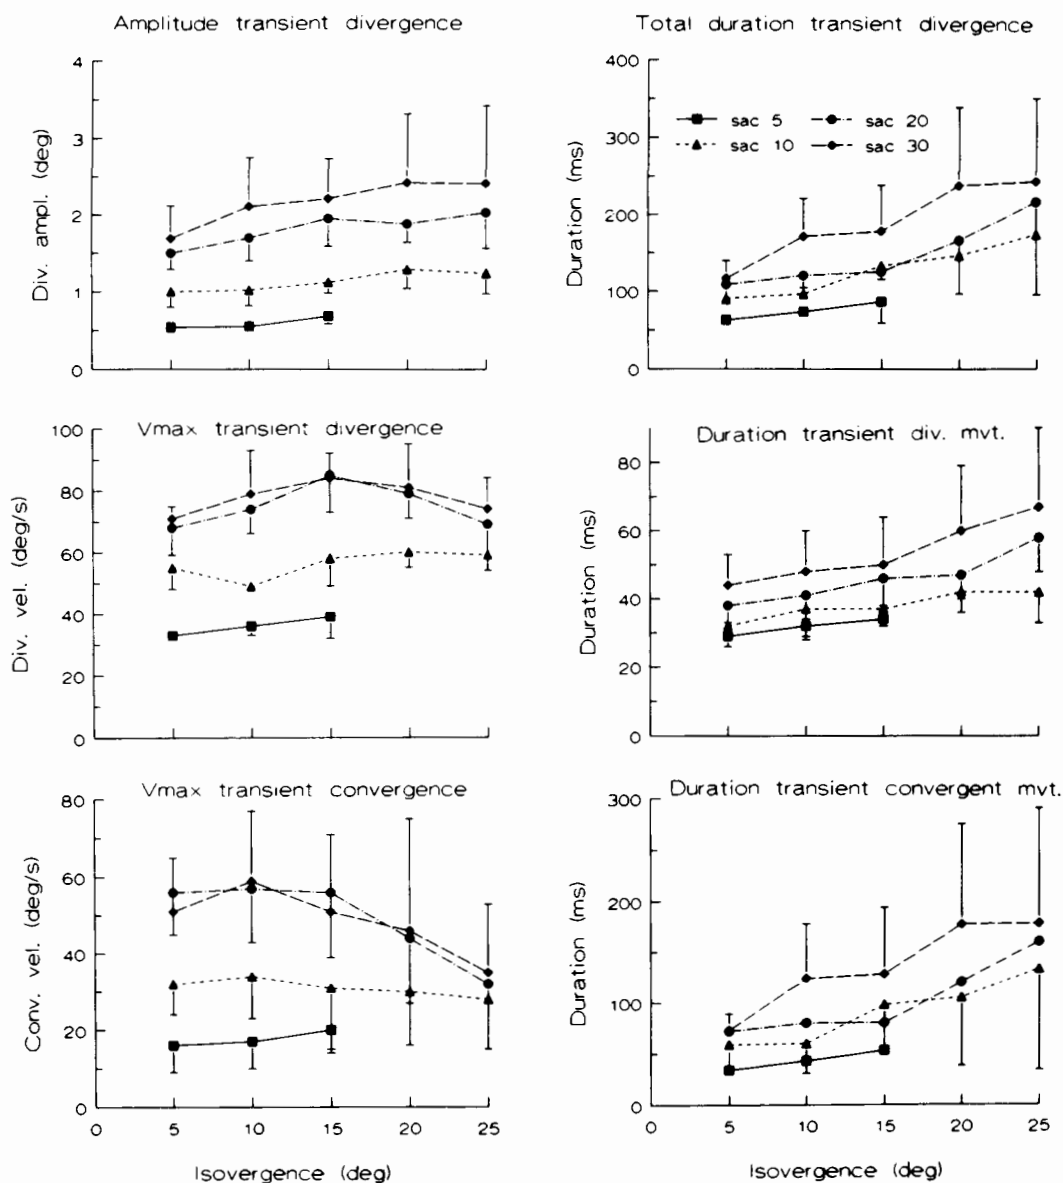 Amplitude transient divergence
Total duration transient divergence
4
3
2
1
0
Div. ampl. (deg)
400
300
200
100
0
Duration (ms)
sac 5
sac 20
sac 10
sac 30
Vmax transient divergence
100
80
60
40
20
0
Div. vel. (deg/s)
Duration transient div. mvt.
80
60
40
20
0
Duration (ms)
Vmax transient convergence
80
60
40
20
0
Conv. vel. (deg/s)
0 5 10 15 20 25
Isovergence (deg)
Duration transient convergent mvt.
300
200
100
0
Duration (ms)
0 5 10 15 20 25
Isovergence (deg)